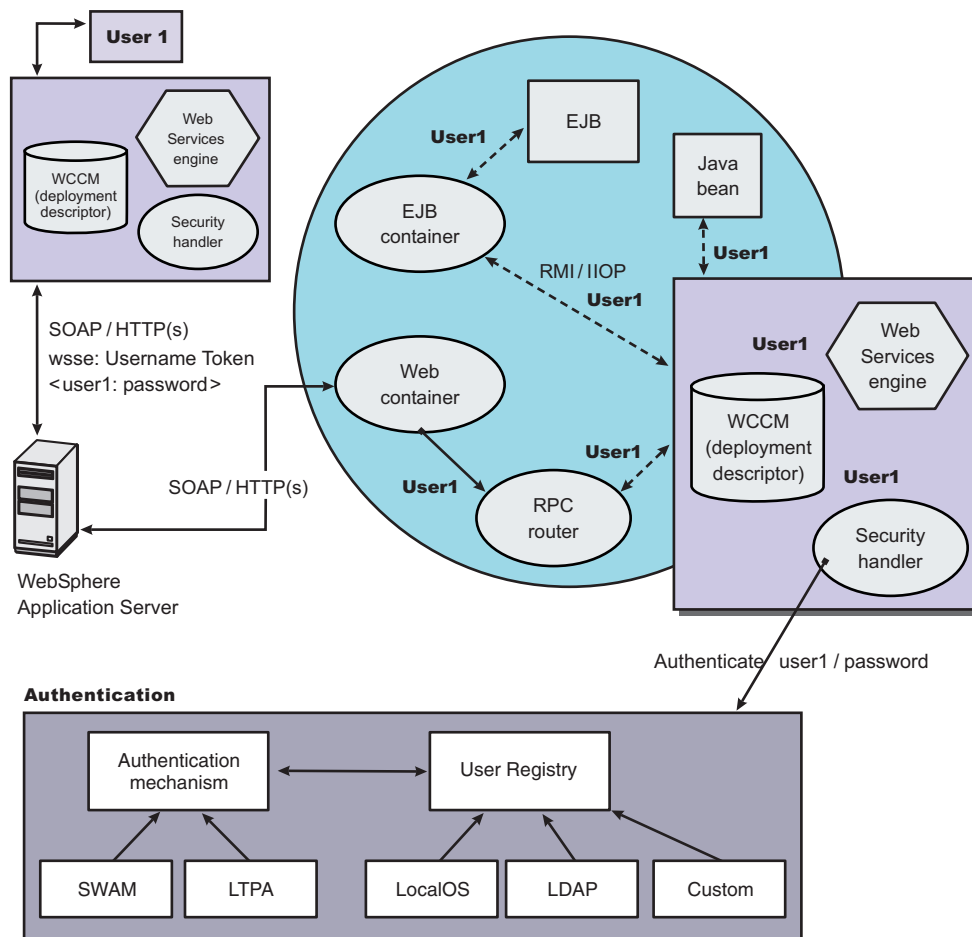 User 1
Web
Services
engine
WCCM
(deployment
descriptor)
Security
handler
SOAP / HTTP(s)
wsse: Username Token
<user1: password>
WebSphere
Application Server
SOAP / HTTP(s)
User1
EJB
EJB
container
Java
bean
User1
RMI / IIOP
User1
Web
container
User1
RPC
router
User1
User1
Web
Services
engine
WCCM
(deployment
descriptor)
User1
Security
handler
Authenticate user1 / password
Authentication
Authentication
mechanism
User Registry
SWAM
LTPA
LocalOS
LDAP
Custom